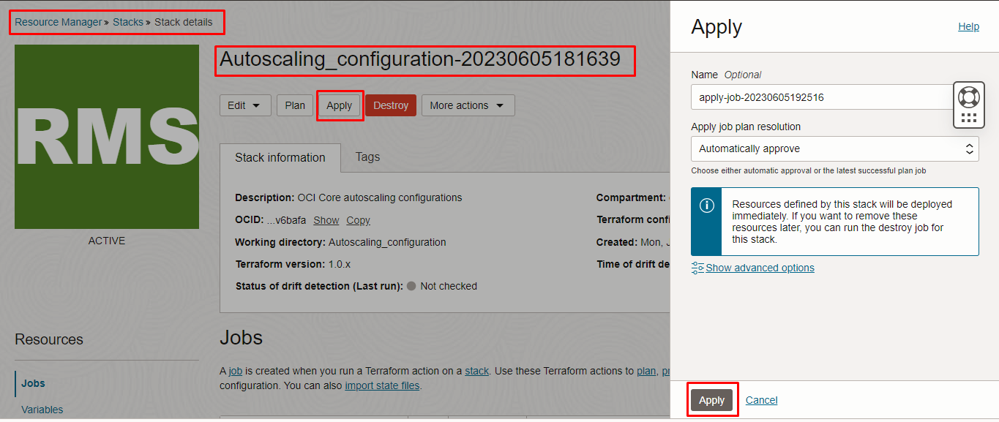 Resource Manager » Stacks » Stack details
RMS
ACTIVE
Autoscaling_configuration-20230605181639
Edit Plan Apply Destroy More actions
Stack information Tags
Description: OCI Core autoscaling configurations
OCID: ...v6bafa Show Copy
Working directory: Autoscaling_configuration
Terraform version: 1.0.x
Status of drift detection (Last run): Not checked
Compartment:
Terraform confi
Created: Mon, J
Time of drift de
Resources
Jobs
Variables
Jobs
A job is created when you run a Terraform action on a stack. Use these Terraform actions to plan, pr
configuration. You can also import state files.
Apply
Help
Name Optional
apply-job-20230605192516
Apply job plan resolution
Automatically approve
Choose either automatic approval or the latest successful plan job
Resources defined by this stack will be deployed
immediately. If you want to remove these
resources later, you can run the destroy job for
this stack.
Show advanced options
Apply Cancel